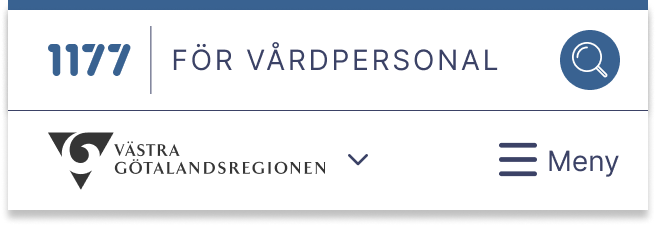 1177 FÖR VÅRDPERSONAL
VÄSTRA
GÖTALANDSREGIONEN
Meny